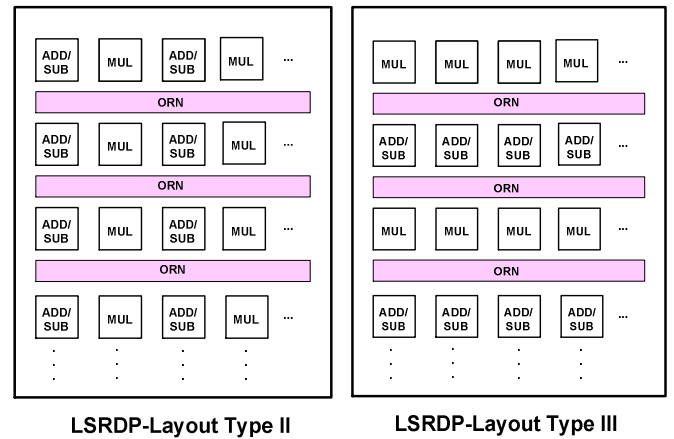 ADD/ SUB MUL ADD/ SUB MUL ...
ORN
ADD/ SUB MUL ADD/ SUB MUL ...
ORN
ADD/ SUB MUL ADD/ SUB MUL ...
ORN
ADD/ SUB MUL ADD/ SUB MUL ...
LSRDP-Layout Type II
MUL MUL MUL MUL ...
ORN
ADD/ SUB ADD/ SUB ADD/ SUB ADD/ SUB ...
ORN
MUL MUL MUL MUL ...
ORN
ADD/ SUB ADD/ SUB ADD/ SUB ADD/ SUB ...
LSRDP-Layout Type III